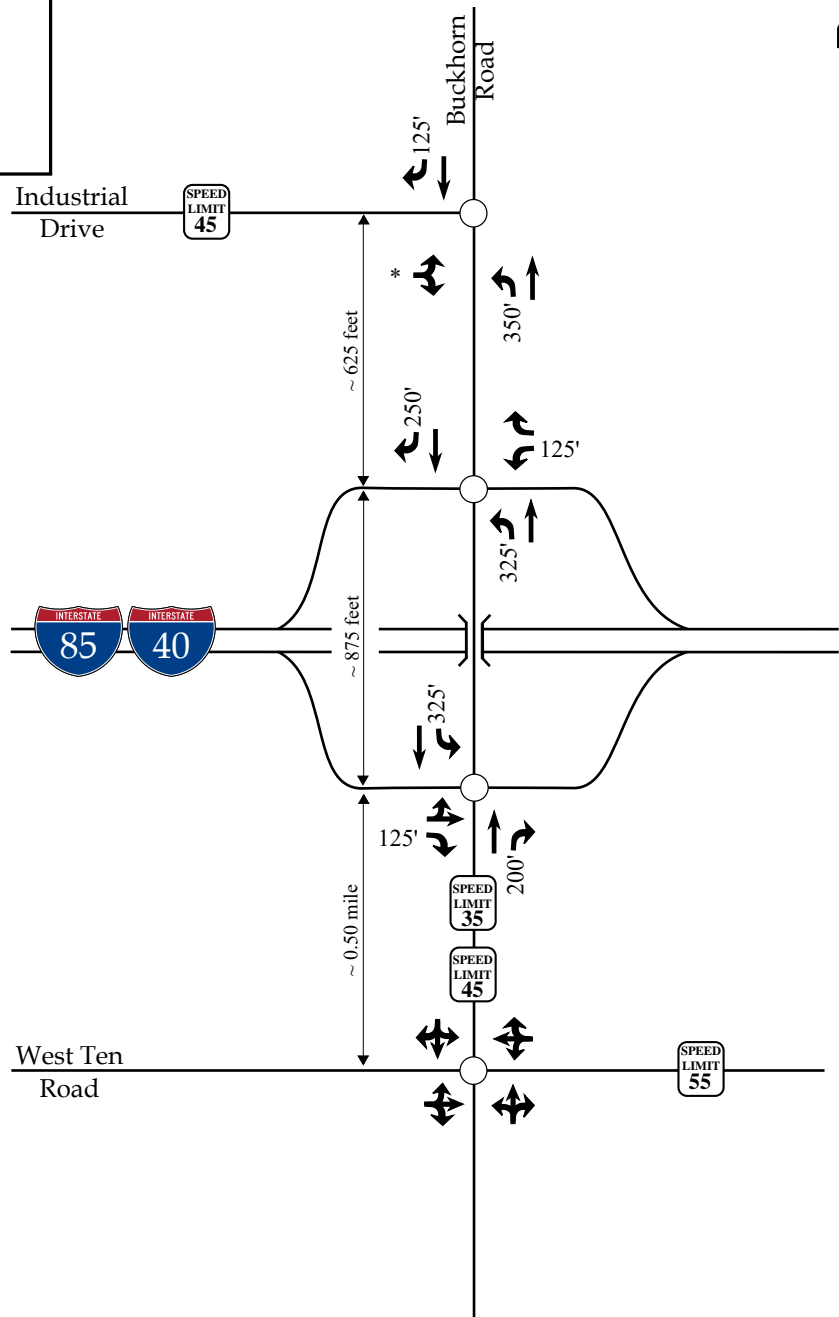 Buckhorn
Road
125'
Industrial
Drive
SPEED
LIMIT
45
*
350'
~ 625 feet
250'
125'
325'
INTERSTATE
85
INTERSTATE
40
~ 875 feet
325'
125'
200'
SPEED
LIMIT
35
~ 0.50 mile
SPEED
LIMIT
45
West Ten
Road
SPEED
LIMIT
55